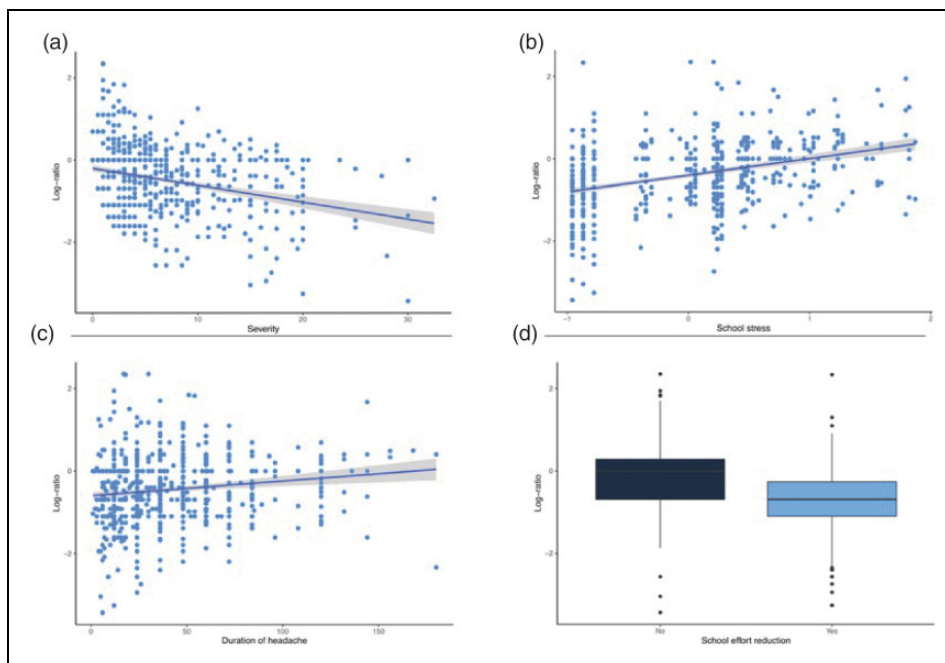 (a)
2
0
−2
Log−ratio
0
10
20
30
Severity
(b)
2
0
−2
Log−ratio
−1
0
1
2
School stress
(c)
2
0
−2
Log−ratio
0
50
100
150
Duration of headache
(d)
2
0
−2
Log−ratio
No
Yes
School effort reduction